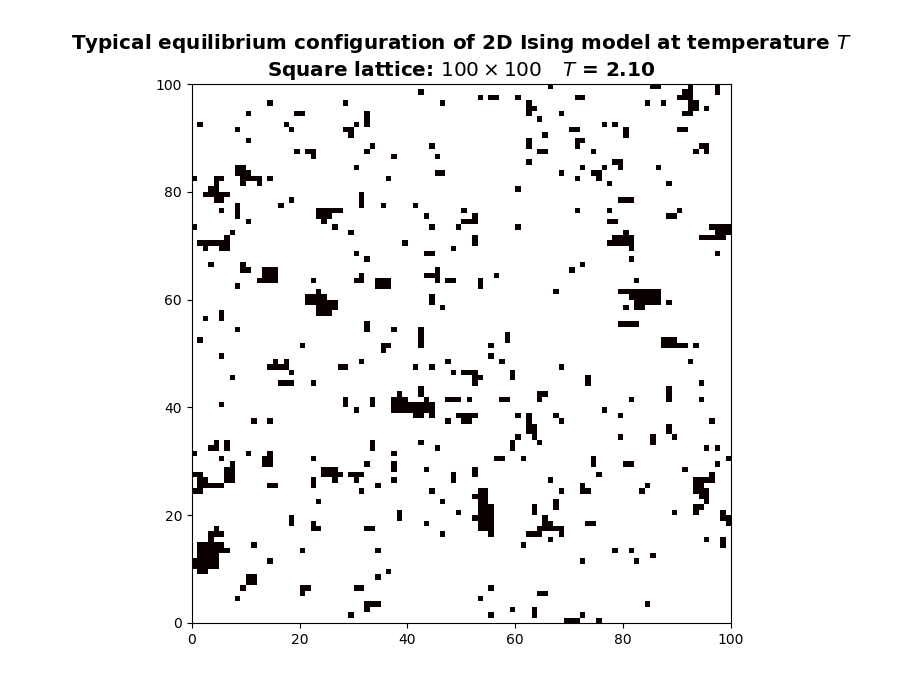 Typical equilibrium configuration of 2D Ising model at temperature T
Square lattice: 100 × 100 T = 2.10
100
80
60
40
20
0
0 20 40 60 80 100